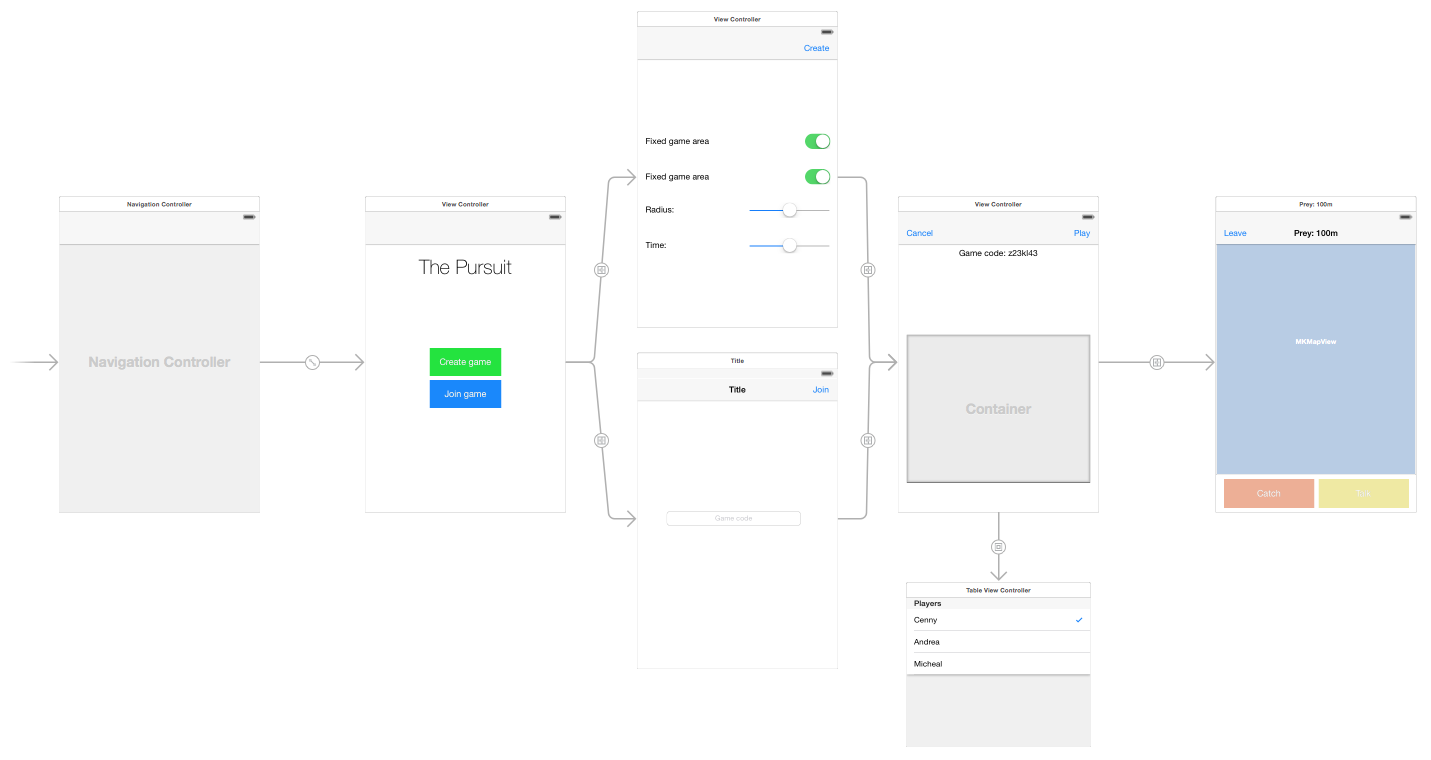 Navigation Controller
Navigation Controller
View Controller
The Pursuit
Create game
Join game
View Controller
Create
Fixed game area
Fixed game area
Radius:
Time:
Title
Title
Join
Game code
View Controller
Cancel
Play
Game code: z23kl43
Container
Table View Controller
Players
Cenny
Andrea
Micheal
Prey: 100m
Leave
Prey: 100m
MKMapView
Catch